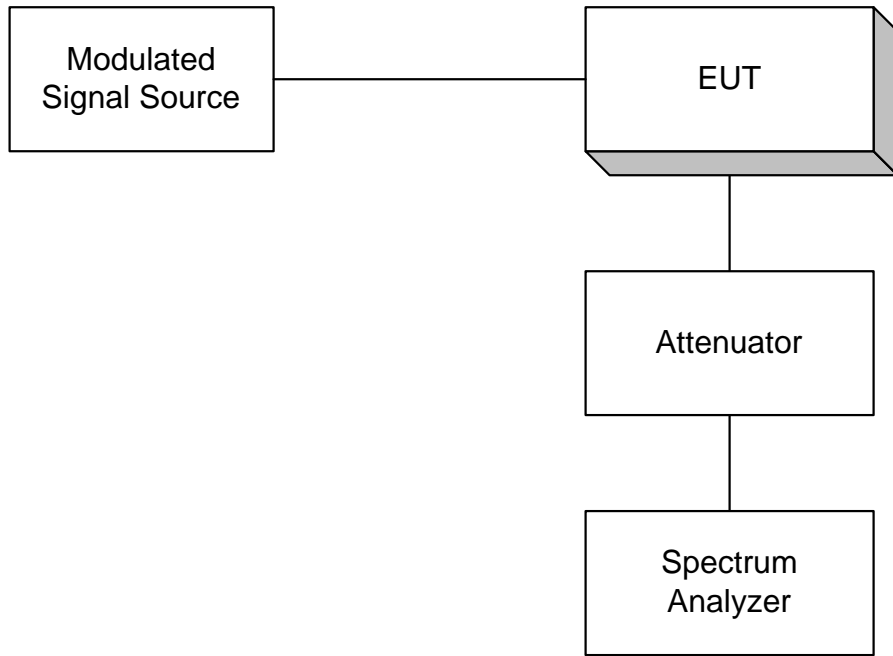 Modulated
Signal Source
EUT
Attenuator
Spectrum
Analyzer